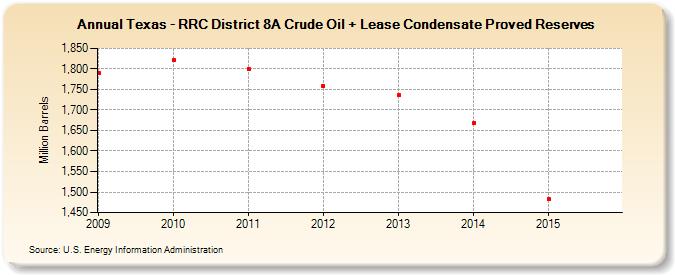 Annual Texas - RRC District 8A Crude Oil + Lease Condensate Proved Reserves
Million Barrels
1,850
1,800
1,750
1,700
1,650
1,600
1,550
1,500
1,450
2009 2010 2011 2012 2013 2014 2015
Source: U.S. Energy Information Administration